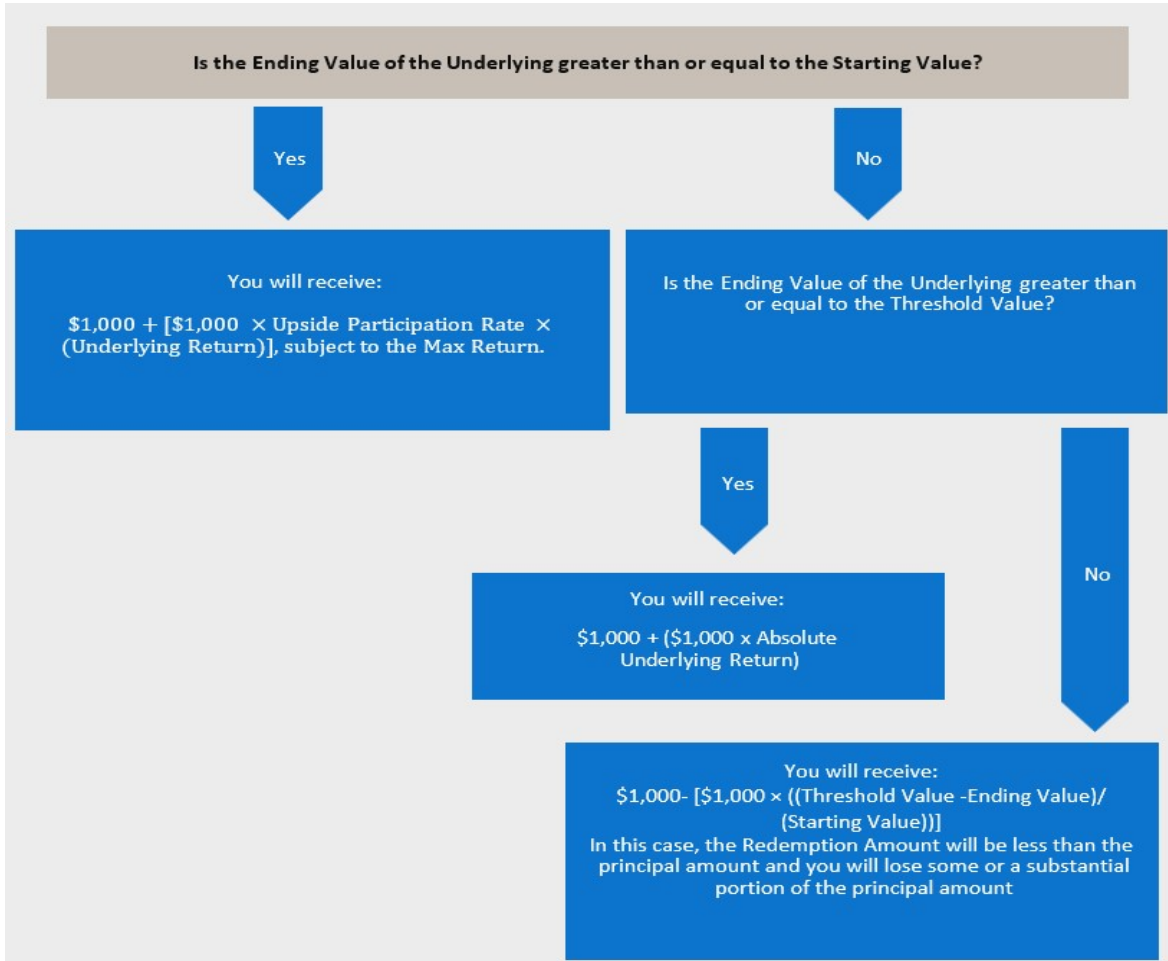 Is the Ending Value of the Underlying greater than or equal to the Starting Value?
Yes
No
You will receive:
$1,000 + [$1,000 × Upside Participation Rate ×
(Underlying Return)], subject to the Max Return.
Is the Ending Value of the Underlying greater than
or equal to the Threshold Value?
Yes
No
You will receive:
$1,000 + ($1,000 x Absolute
Underlying Return)
You will receive:
$1,000- [$1,000 × ((Threshold Value -Ending Value)/
(Starting Value))]
In this case, the Redemption Amount will be less than the
principal amount and you will lose some or a substantial
portion of the principal amount